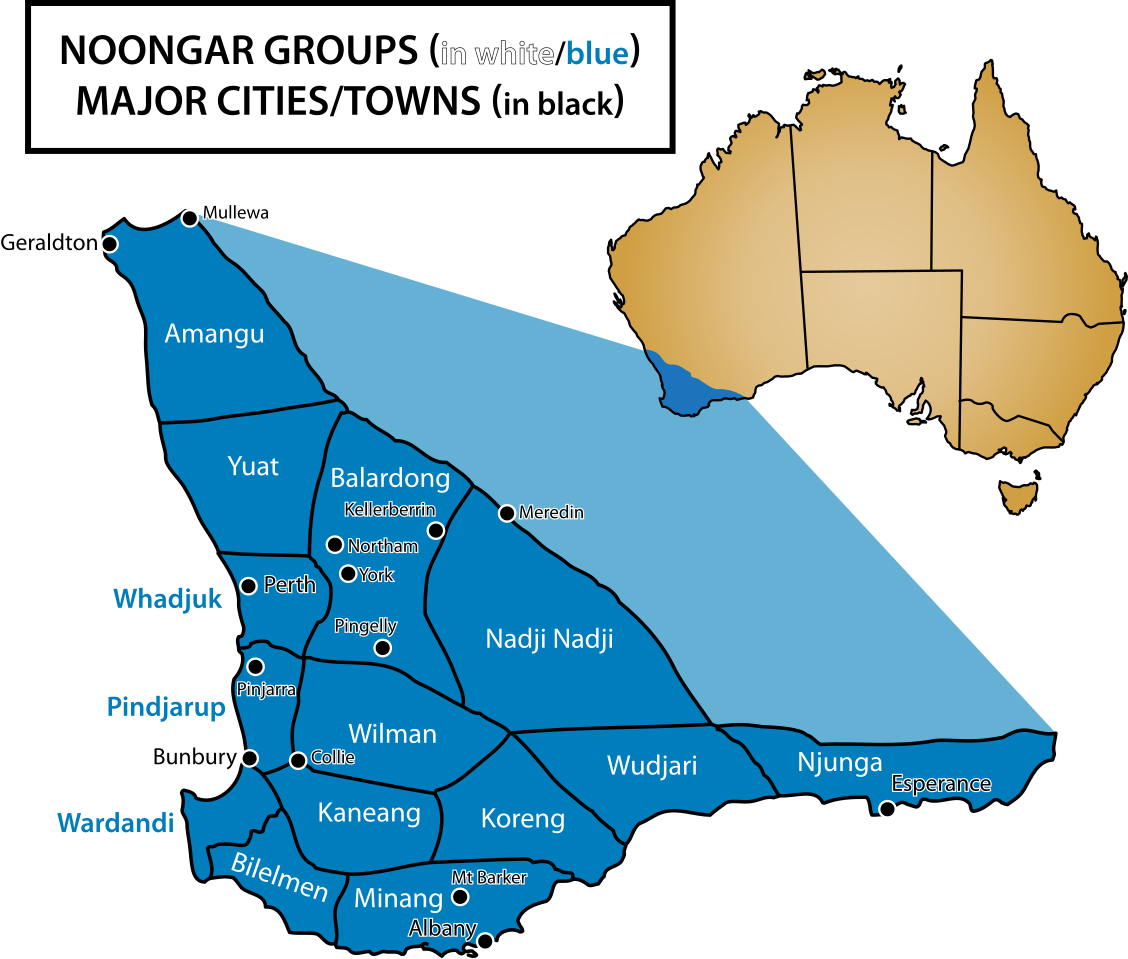 NOONGAR GROUPS (in white/blue)
MAJOR CITIES/TOWNS (in black)
Mullewa
Geraldton
Amangu
Yuat
Balardong
Kellerberrin
Meredin
Northam
York
Perth
Whadjuk
Pingelly
Nadji Nadji
Pinjarra
Pindjarup
Wilman
Bunbury
Collie
Wudjari
Njunga
Esperance
Kaneang
Koreng
Wardandi
Bilelmen
Mt Barker
Minang
Albany